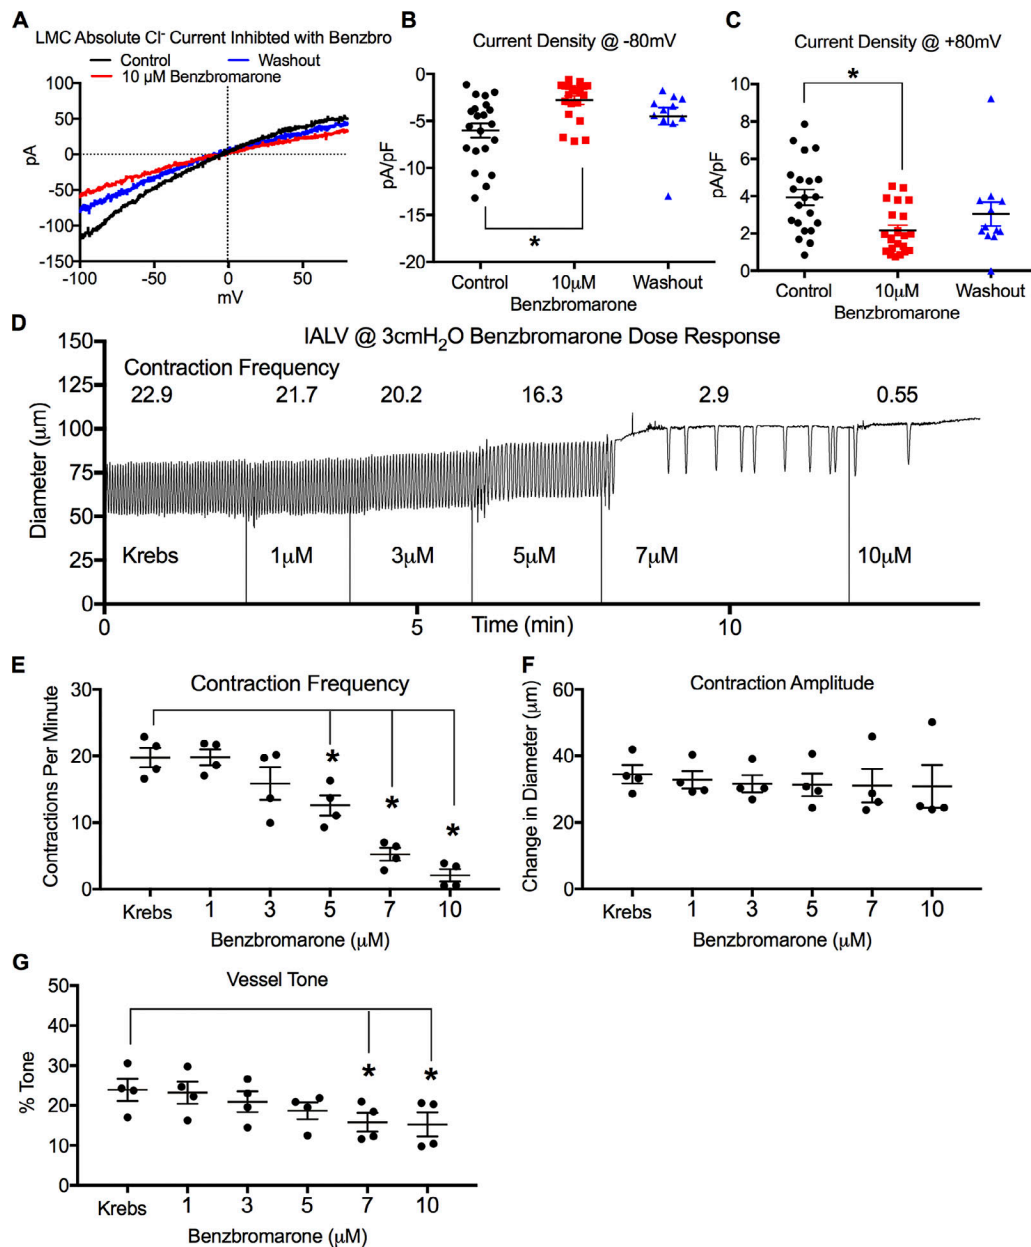 A
LMC Absolute Cl- Current Inhibted with Benzbro
Control
Washout
10 µM Benzbromarone
100
50
0
-50
-100
-150
pA
-100
-50
0
50
mV
B
Current Density @ -80mV
0
-5
-10
-15
-20
pA/pF
*
Control
10µM
Washout
Benzbromarone
C
Current Density @ +80mV
10
8
6
4
2
0
pA/pF
*
Control
10µM
Washout
Benzbromarone
D
IALV @ 3cmH2O Benzbromarone Dose Response
150
125
100
75
50
25
0
Diameter (µm)
Contraction Frequency
22.9
21.7
20.2
16.3
2.9
0.55
Krebs
1µM
3µM
5µM
7µM
10µM
0
5
10
Time (min)
E
Contraction Frequency
30
20
10
0
Contractions Per Minute
*
*
*
Krebs
1
3
5
7
10
Benzbromarone (µM)
F
Contraction Amplitude
60
40
20
0
Change in Diameter (µm)
Krebs
1
3
5
7
10
Benzbromarone (µM)
G
Vessel Tone
50
40
30
20
10
0
% Tone
*
*
Krebs
1
3
5
7
10
Benzbromarone (µM)